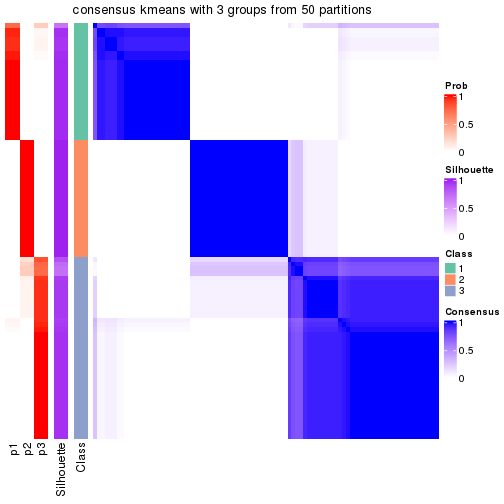 consensus kmeans with 3 groups from 50 partitions
Prob
1
0.5
0
Silhouette
1
0.5
0
Class
1
2
3
Consensus
1
0.5
0
p1
p2
p3
Silhouette
Class